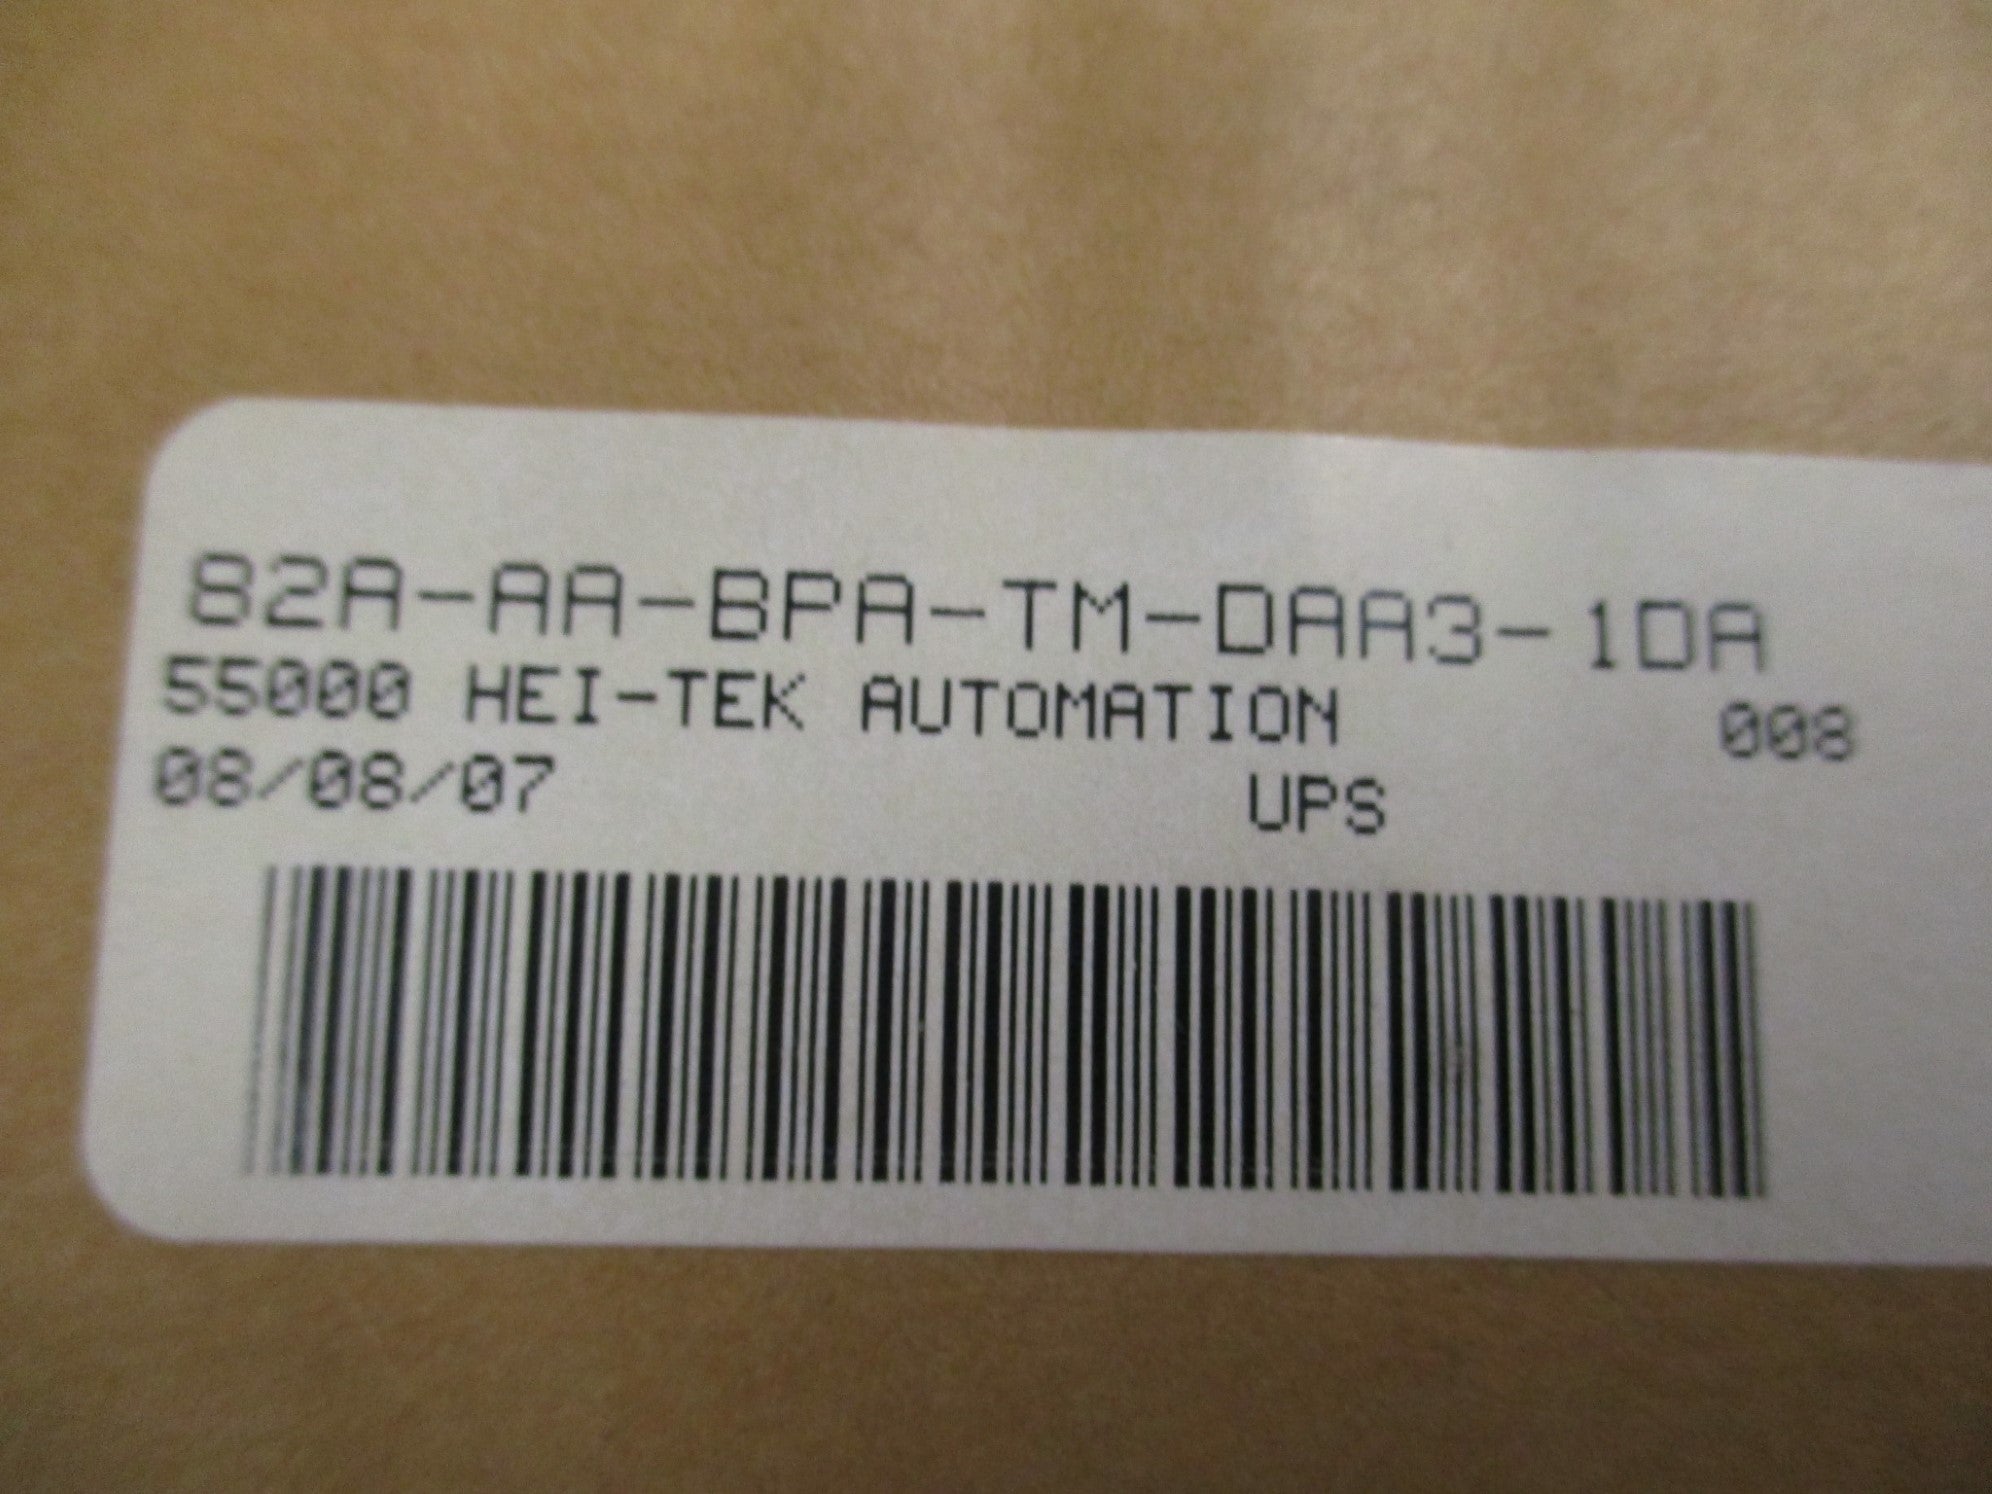 82A-AA-BPA-TM-DAA3-1DA
55000 HEI-TEK AUTOMATION 008
08/08/07 UPS